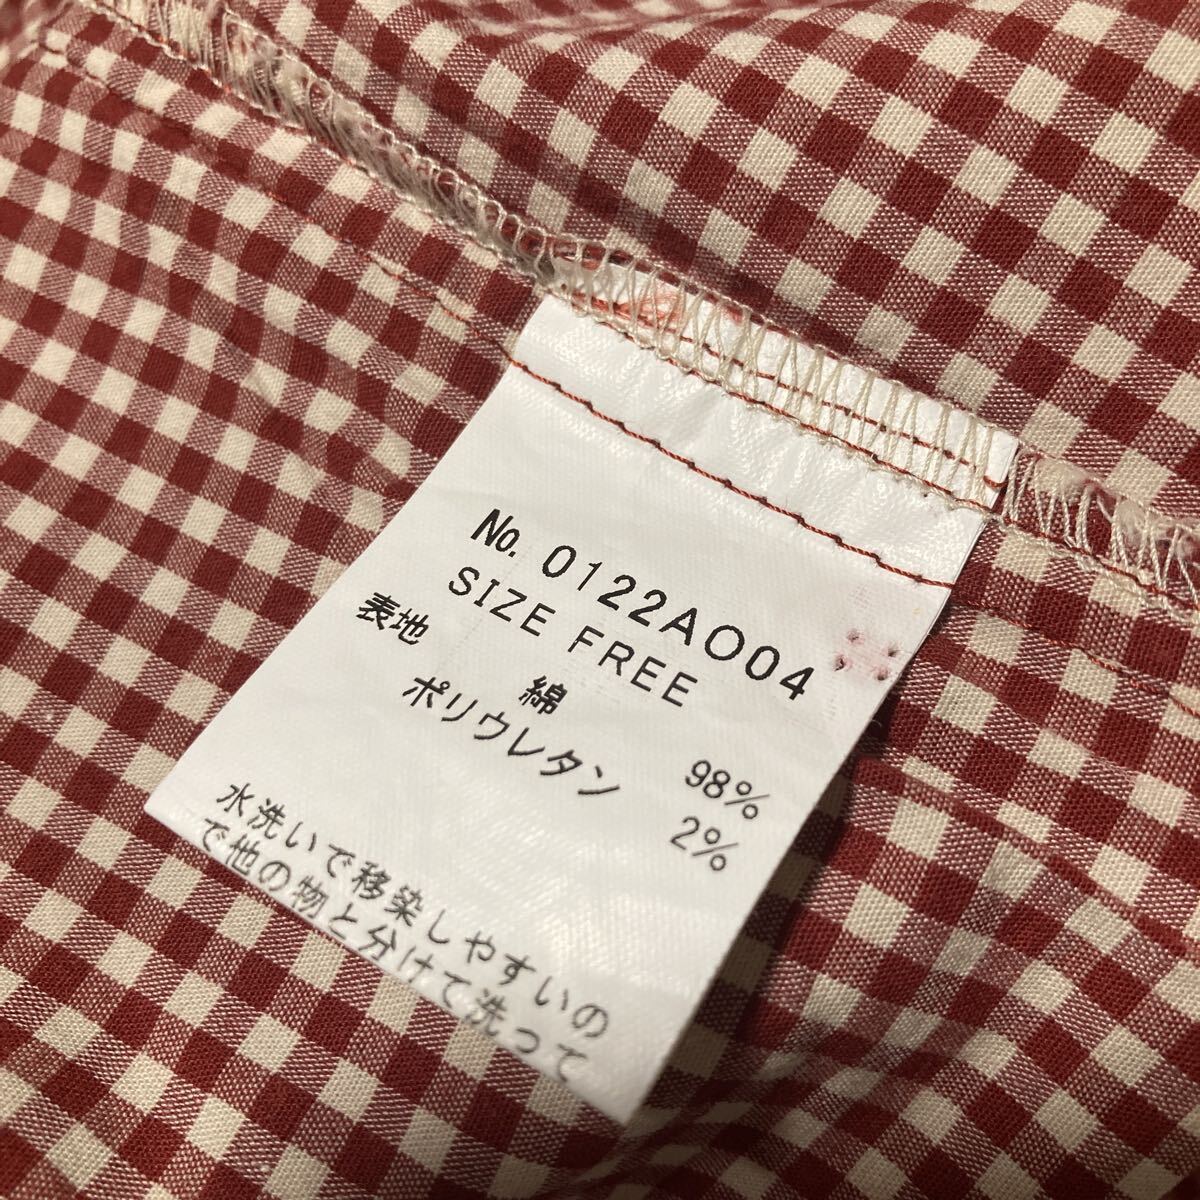 № 0122AO04
SIZE FREE
表地
綿 98%
ポリウレタン 2%
水洗いで移染しやすいの
で他の物と分けて洗って